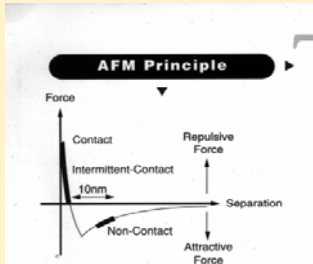 AFM Principle
Force
Contact
Intermittent-Contact
10nm
Repulsive
Force
Separation
Non-Contact
Attractive
Force